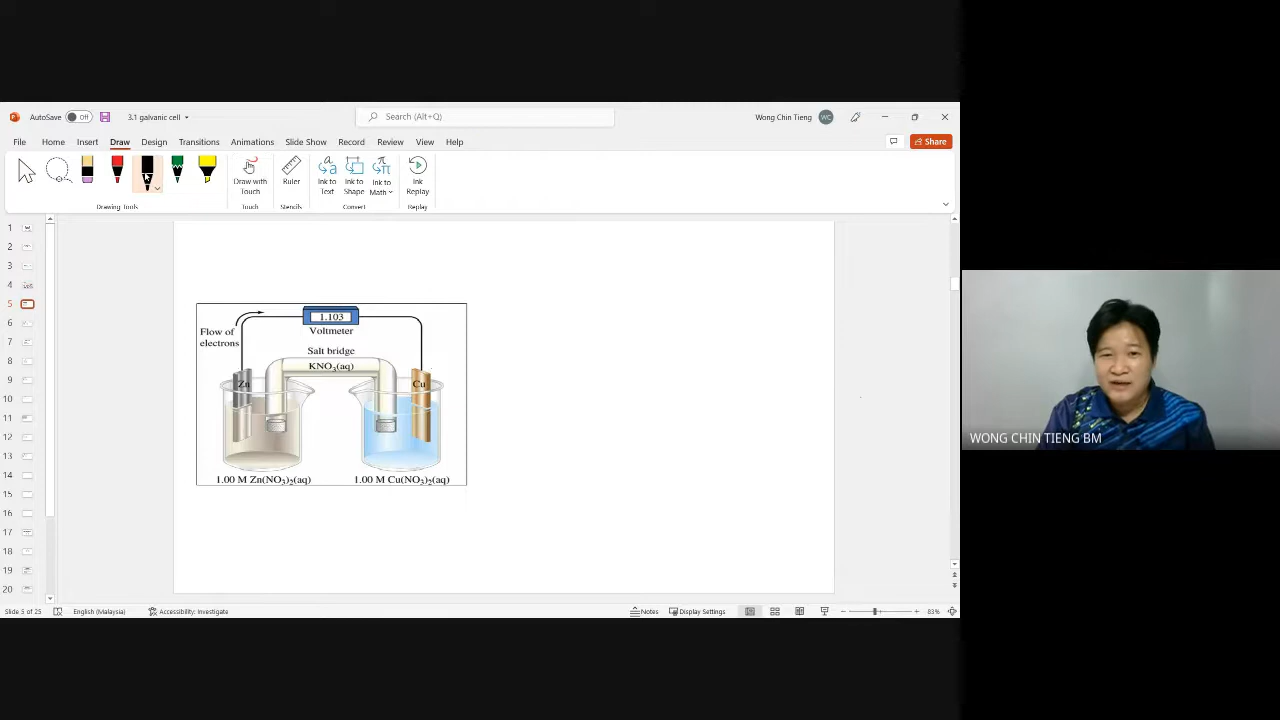 AutoSave Off 3.1 galvanic cell Search (Alt+Q) Wong Chin Tieng WC
File Home Insert Draw Design Transitions Animations Slide Show Record Review View Help Share
Draw with Touch
Ruler
Ink to Text
Ink to Shape
Ink to Math
Ink Replay
Drawing Tools Touch Stencils Convert Replay
1
2
3
4
5
6
7
8
9
10
11
12
13
14
15
16
17
18
19
20
1.103
Flow of electrons
Voltmeter
Salt bridge
KNO₃(aq)
Zn Cu
1.00 M Zn(NO₃)₂(aq) 1.00 M Cu(NO₃)₂(aq)
WONG CHIN TIENG BM
Slide 5 of 25 English (Malaysia) Accessibility: Investigate Notes Display Settings 83%